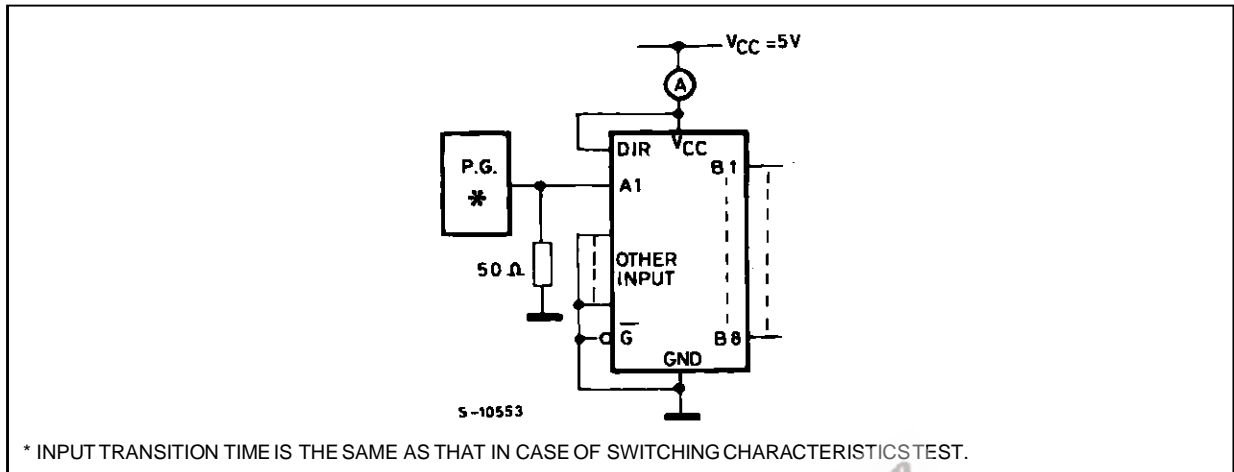 VCC =5V
A
DIR
VCC
P.G.
*
A1
B1
50 Ω
OTHER
INPUT
G̅
B8
GND
S-10553
* INPUT TRANSITION TIME IS THE SAME AS THAT IN CASE OF SWITCHING CHARACTERISTICS TEST.